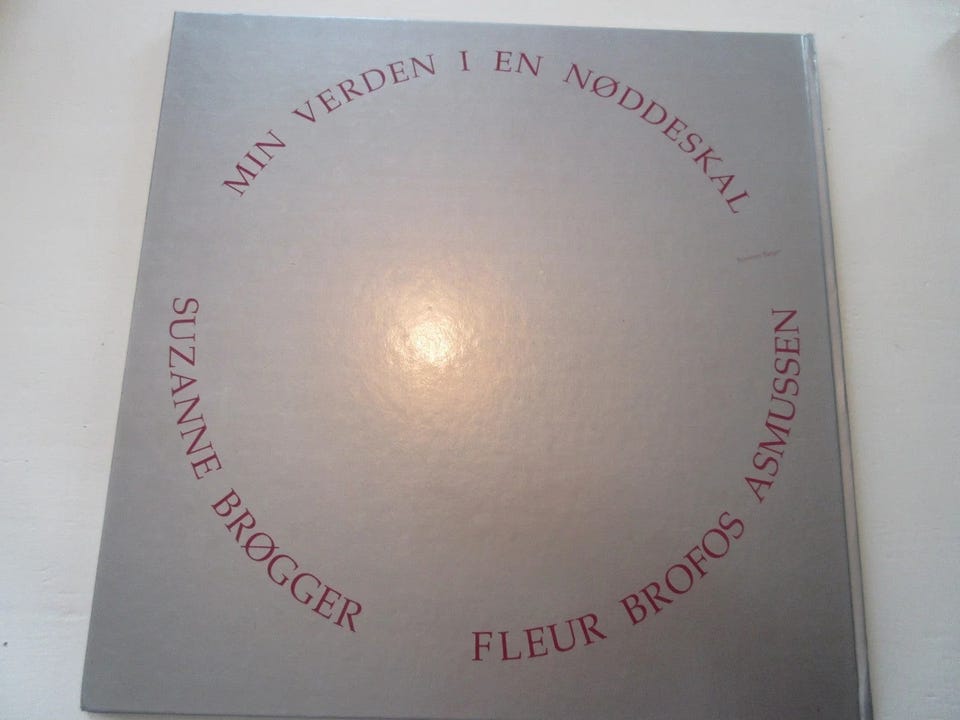 MIN VERDEN I EN NØDDESKAL
SUZANNE BRØGGER
FLEUR BROFOS ASMUSSEN